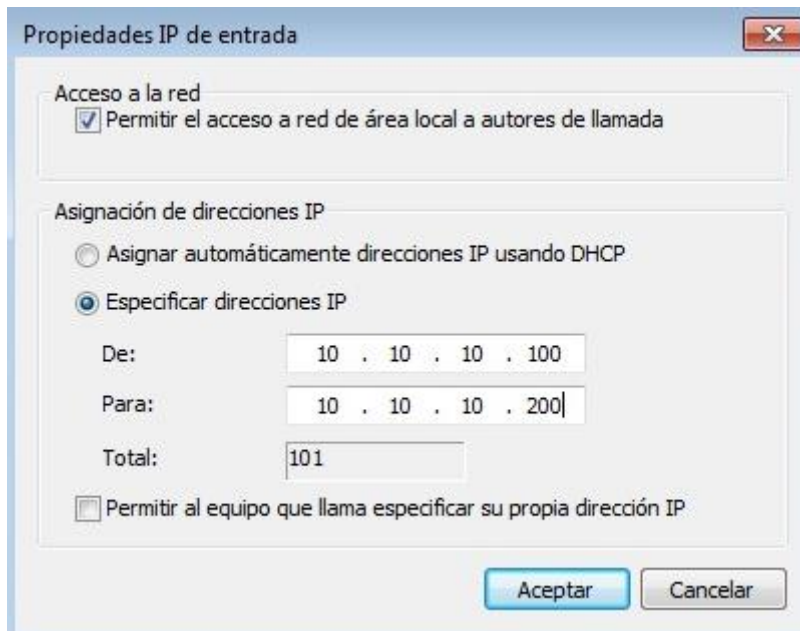 Propiedades IP de entrada
Acceso a la red
Permitir el acceso a red de área local a autores de llamada
Asignación de direcciones IP
Asignar automáticamente direcciones IP usando DHCP
Especificar direcciones IP
De: 10 . 10 . 10 . 100
Para: 10 . 10 . 10 . 200
Total: 101
Permitir al equipo que llama especificar su propia dirección IP
Aceptar Cancelar